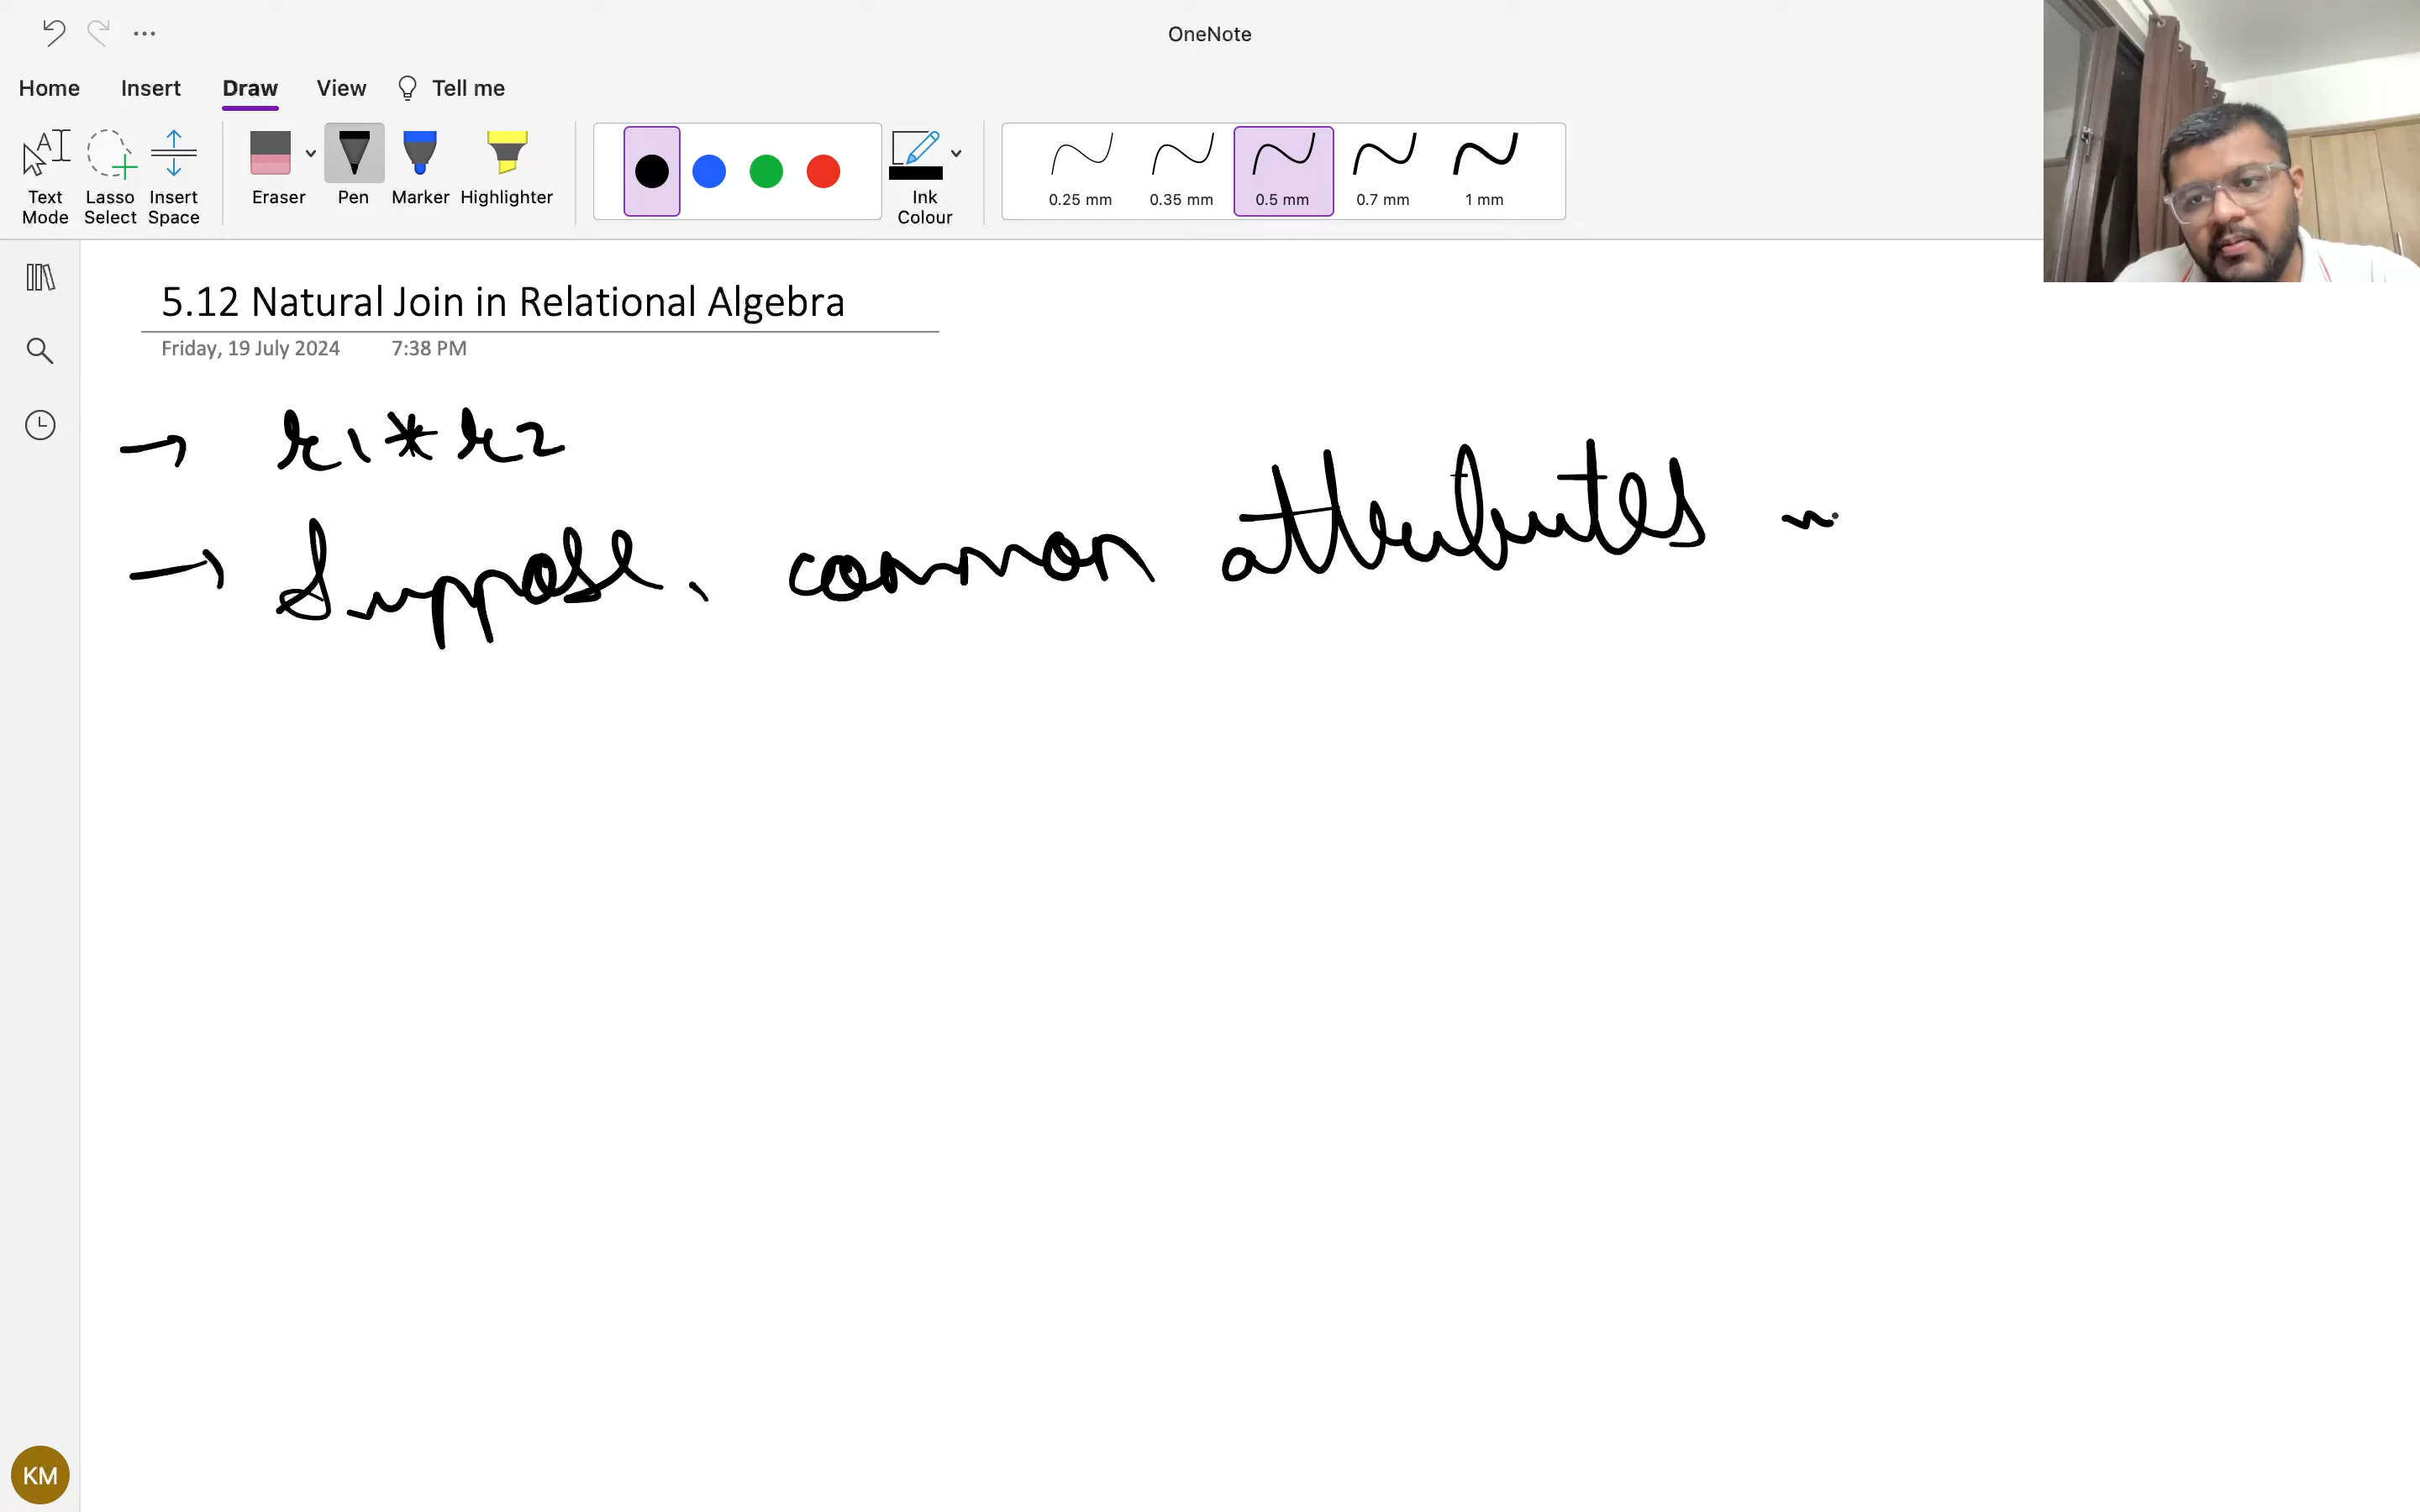 OneNote
Home Insert Draw View Tell me
Text Mode
Lasso Select
Insert Space
Eraser
Pen
Marker
Highlighter
Ink Colour
0.25 mm
0.35 mm
0.5 mm
0.7 mm
1 mm
5.12 Natural Join in Relational Algebra
Friday, 19 July 2024 7:38 PM
→ r1 * r2
→ Suppose, common attributes
KM